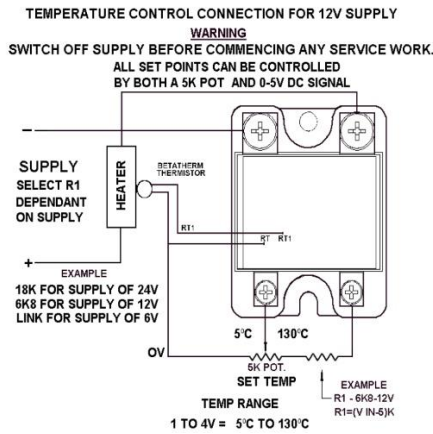 TEMPERATURE CONTROL CONNECTION FOR 12V SUPPLY
WARNING
SWITCH OFF SUPPLY BEFORE COMMENCING ANY SERVICE WORK.
ALL SET POINTS CAN BE CONTROLLED
BY BOTH A 5K POT AND 0-5V DC SIGNAL
SUPPLY
SELECT R1
DEPENDANT
ON SUPPLY
HEATER
BETATHERM
THERMISTOR
RT1
RT RT1
+
EXAMPLE
18K FOR SUPPLY OF 24V
6K8 FOR SUPPLY OF 12V
LINK FOR SUPPLY OF 6V
5°C 130°C
OV
5K POT.
SET TEMP
TEMP RANGE
1 TO 4V = 5°C TO 130°C
EXAMPLE
R1 - 6K8-12V
R1=(V IN-5)K